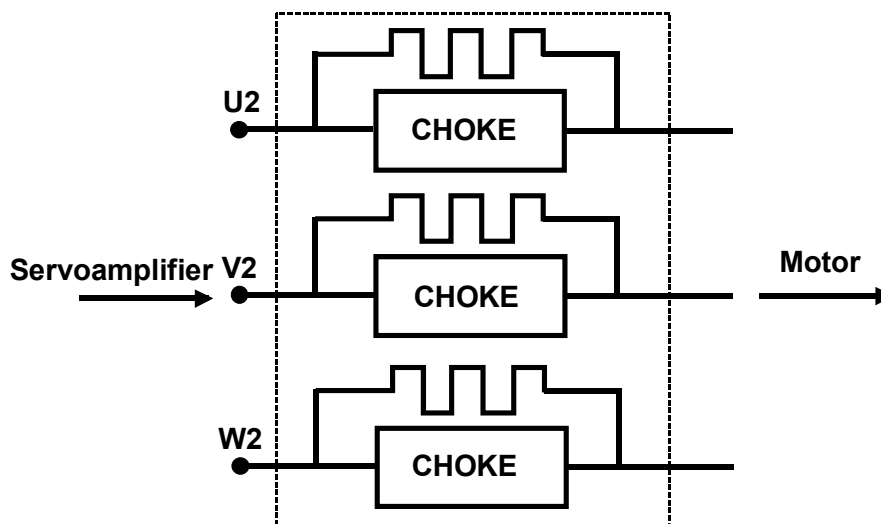 U2
CHOKE
Servoamplifier
V2
CHOKE
Motor
W2
CHOKE